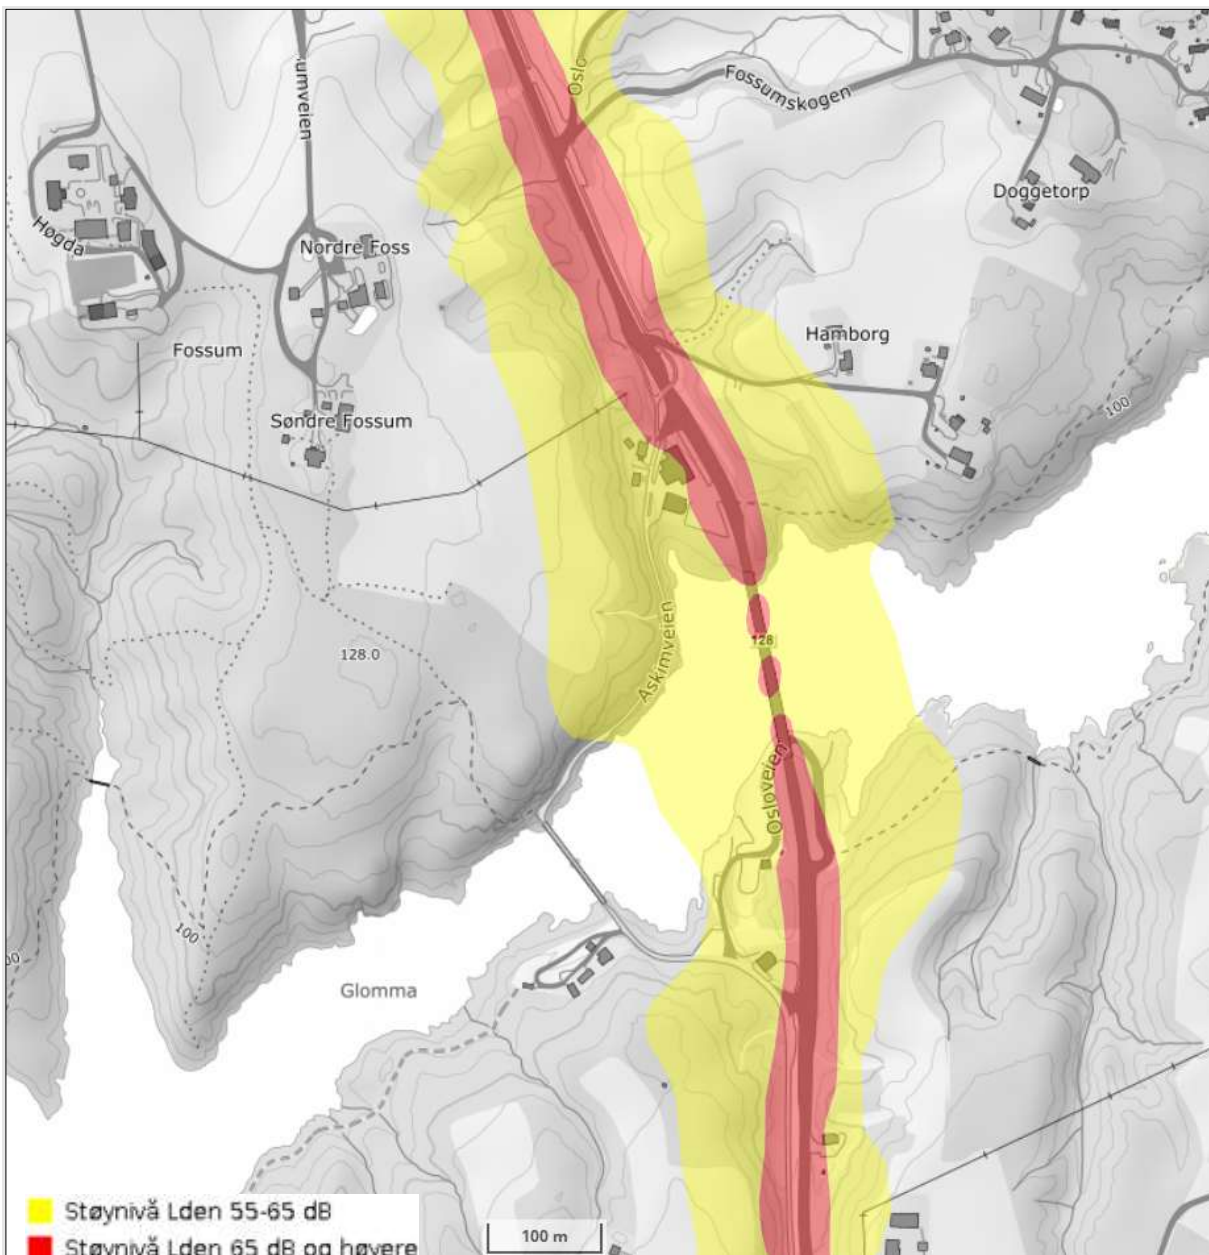 Oslo
umveien
Fossumskogen
Doggetorp
Høgda
Nordre Foss
Hamborg
Fossum
Søndre Fossum
100
128
Askimveien
128.0
Osloveien
100
00
Glomma
Støynivå Lden 55-65 dB
100 m
Støynivå Lden 65 dB og høyere